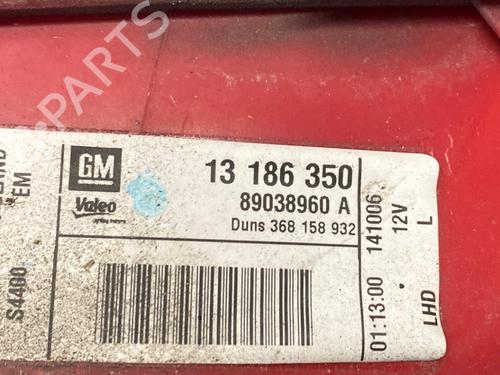 GM
Valeo
13 186 350
89038960 A
Duns 368 158 932
EM
S4400
01:13:00 141006
12V
LHD L
B-PARTS